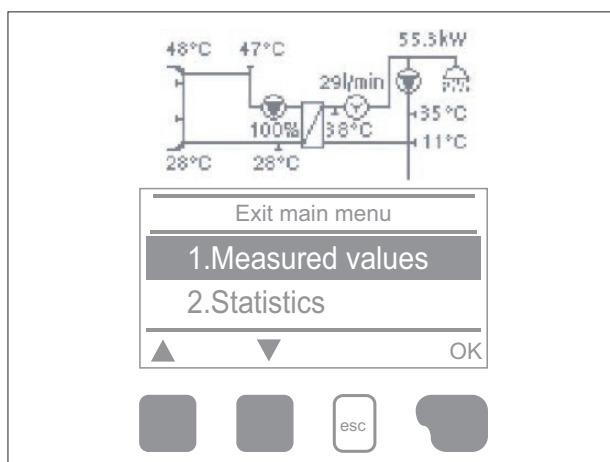 48°C 47°C 55.3kW
29l/min
100% 38°C 35°C
11°C
28°C 28°C
Exit main menu
1.Measured values
2.Statistics
OK
esc